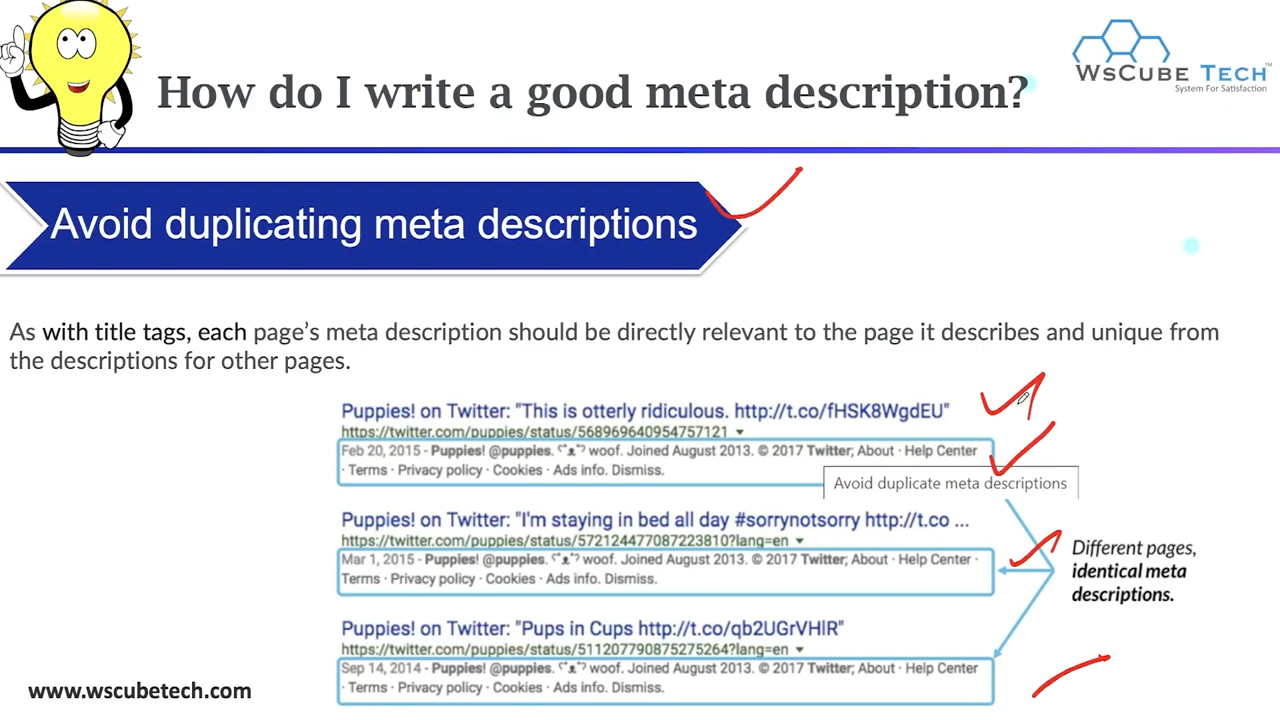 How do I write a good meta description?
WsCube Tech™
System For Satisfaction
Avoid duplicating meta descriptions
As with title tags, each page's meta description should be directly relevant to the page it describes and unique from
the descriptions for other pages.
Puppies! on Twitter: "This is otterly ridiculous. http://t.co/fHSK8WgdEU"
https://twitter.com/puppies/status/568969640954757121
Feb 20, 2015 - Puppies! @puppies. ʕ•ᴥ•ʔ woof. Joined August 2013. © 2017 Twitter; About · Help Center
· Terms · Privacy policy · Cookies · Ads info. Dismiss.
Avoid duplicate meta descriptions
Puppies! on Twitter: "I'm staying in bed all day #sorrynotsorry http://t.co ...
https://twitter.com/puppies/status/572124477087223810?lang=en
Mar 1, 2015 - Puppies! @puppies. ʕ•ᴥ•ʔ woof. Joined August 2013. © 2017 Twitter; About · Help Center ·
Terms · Privacy policy · Cookies · Ads info. Dismiss.
Different pages,
identical meta
descriptions.
Puppies! on Twitter: "Pups in Cups http://t.co/qb2UGrVHlR"
https://twitter.com/puppies/status/511207790875275264?lang=en
Sep 14, 2014 - Puppies! @puppies. ʕ•ᴥ•ʔ woof. Joined August 2013. © 2017 Twitter; About · Help Center
· Terms · Privacy policy · Cookies · Ads info. Dismiss.
www.wscubetech.com